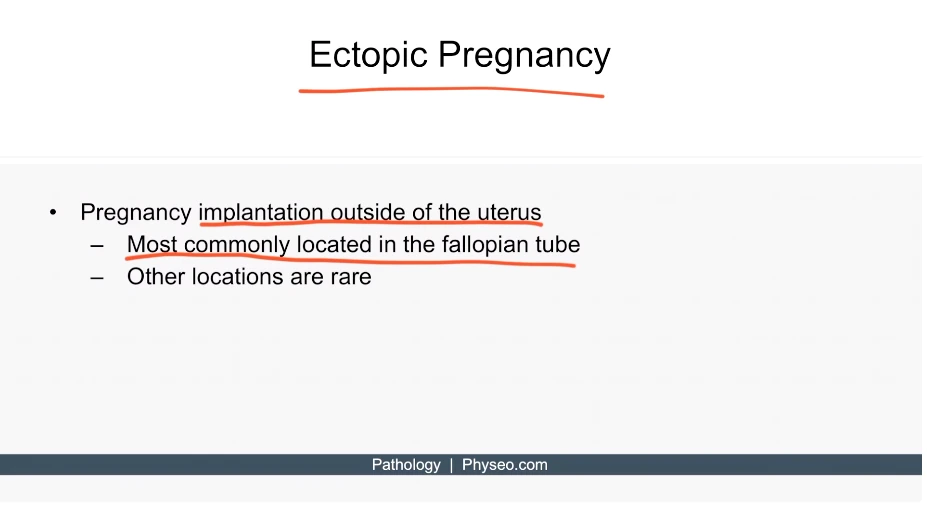 Ectopic Pregnancy
• Pregnancy implantation outside of the uterus
– Most commonly located in the fallopian tube
– Other locations are rare
Pathology | Physeo.com